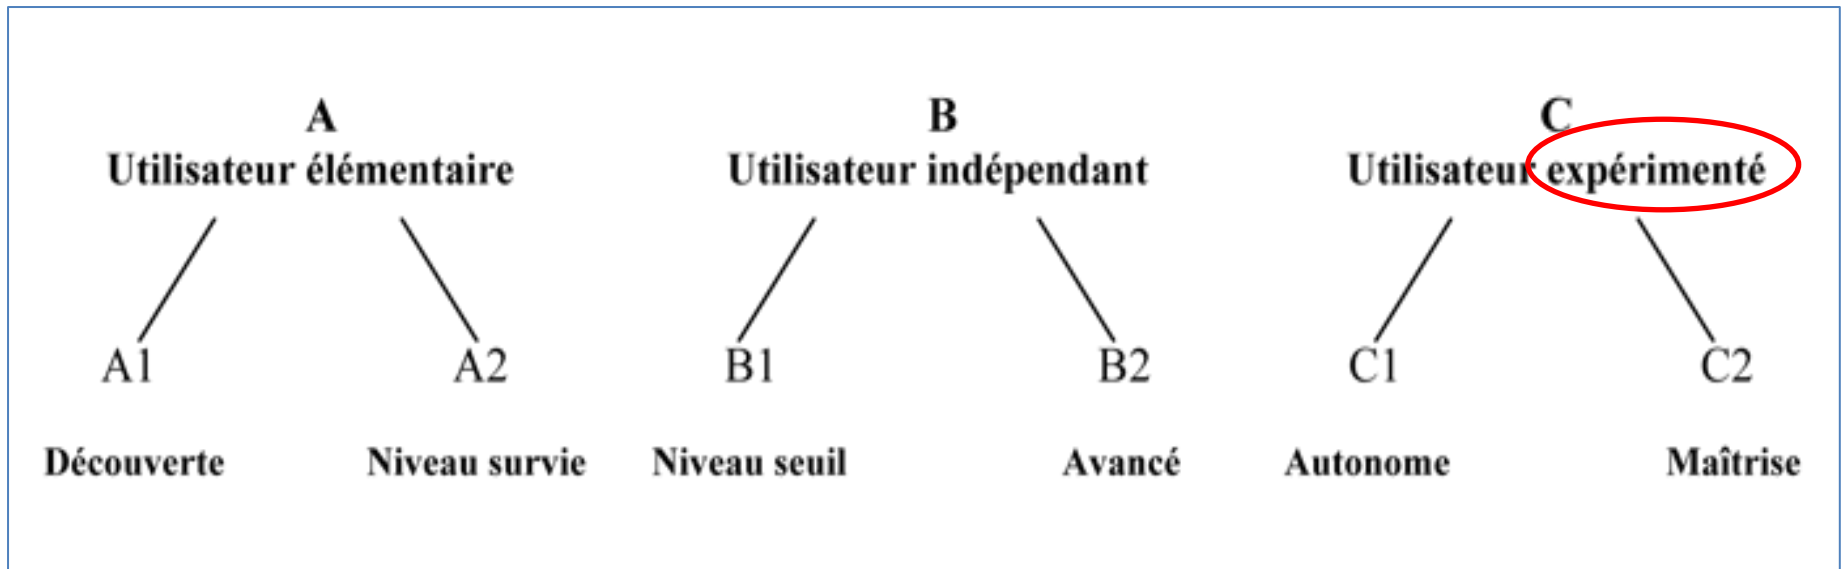 A
Utilisateur élémentaire
B
Utilisateur indépendant
C
Utilisateur expérimenté
A1
A2
B1
B2
C1
C2
Découverte
Niveau survie
Niveau seuil
Avancé
Autonome
Maîtrise